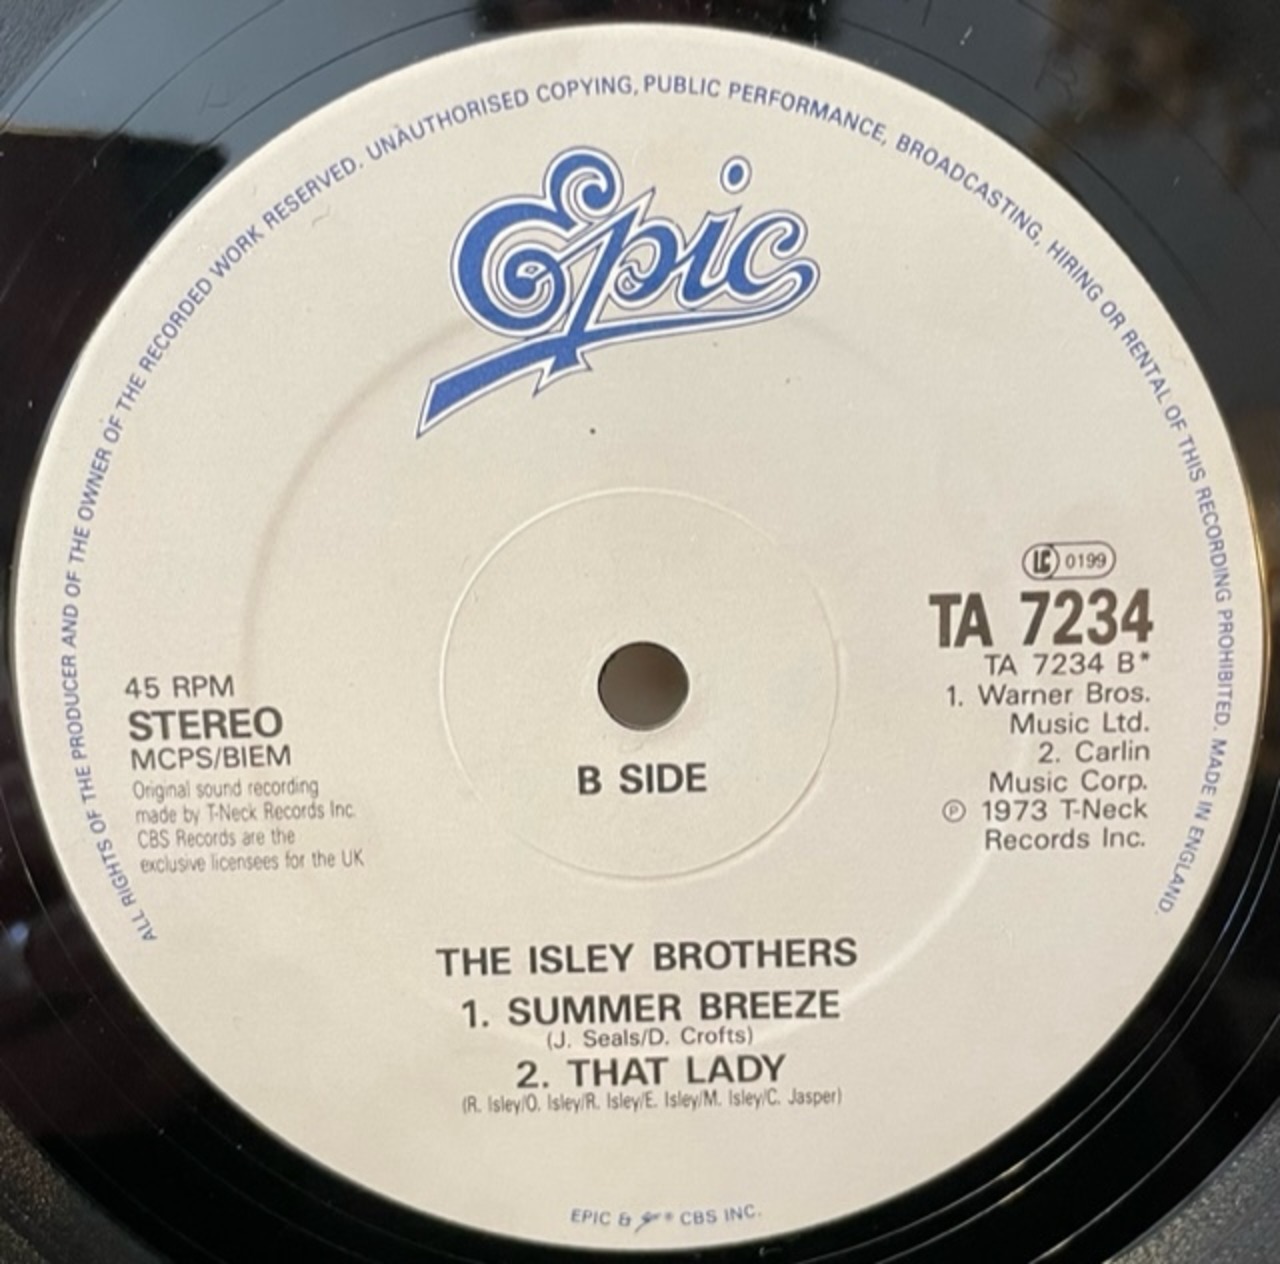 ALL RIGHTS OF THE PRODUCER AND OF THE OWNER OF THE RECORDED WORK RESERVED. UNAUTHORISED COPYING, PUBLIC PERFORMANCE, BROADCASTING, HIRING OR RENTAL OF THIS RECORDING PROHIBITED. MADE IN ENGLAND.
Epic
LC 0199
TA 7234
TA 7234 B*
1. Warner Bros.
Music Ltd.
2. Carlin
Music Corp.
℗ 1973 T-Neck
Records Inc.
45 RPM
STEREO
MCPS/BIEM
Original sound recording
made by T-Neck Records Inc.
CBS Records are the
exclusive licensees for the UK
B SIDE
THE ISLEY BROTHERS
1. SUMMER BREEZE
(J. Seals/D. Crofts)
2. THAT LADY
(R. Isley/O. Isley/R. Isley/E. Isley/M. Isley/C. Jasper)
EPIC & Epic® CBS INC.